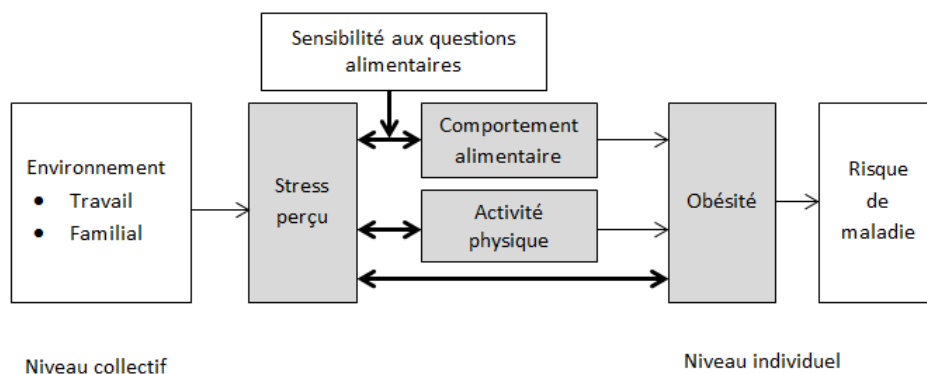 Sensibilité aux questions
alimentaires
Environnement
• Travail
• Familial
Stress
perçu
Comportement
alimentaire
Activité
physique
Obésité
Risque
de
maladie
Niveau collectif
Niveau individuel